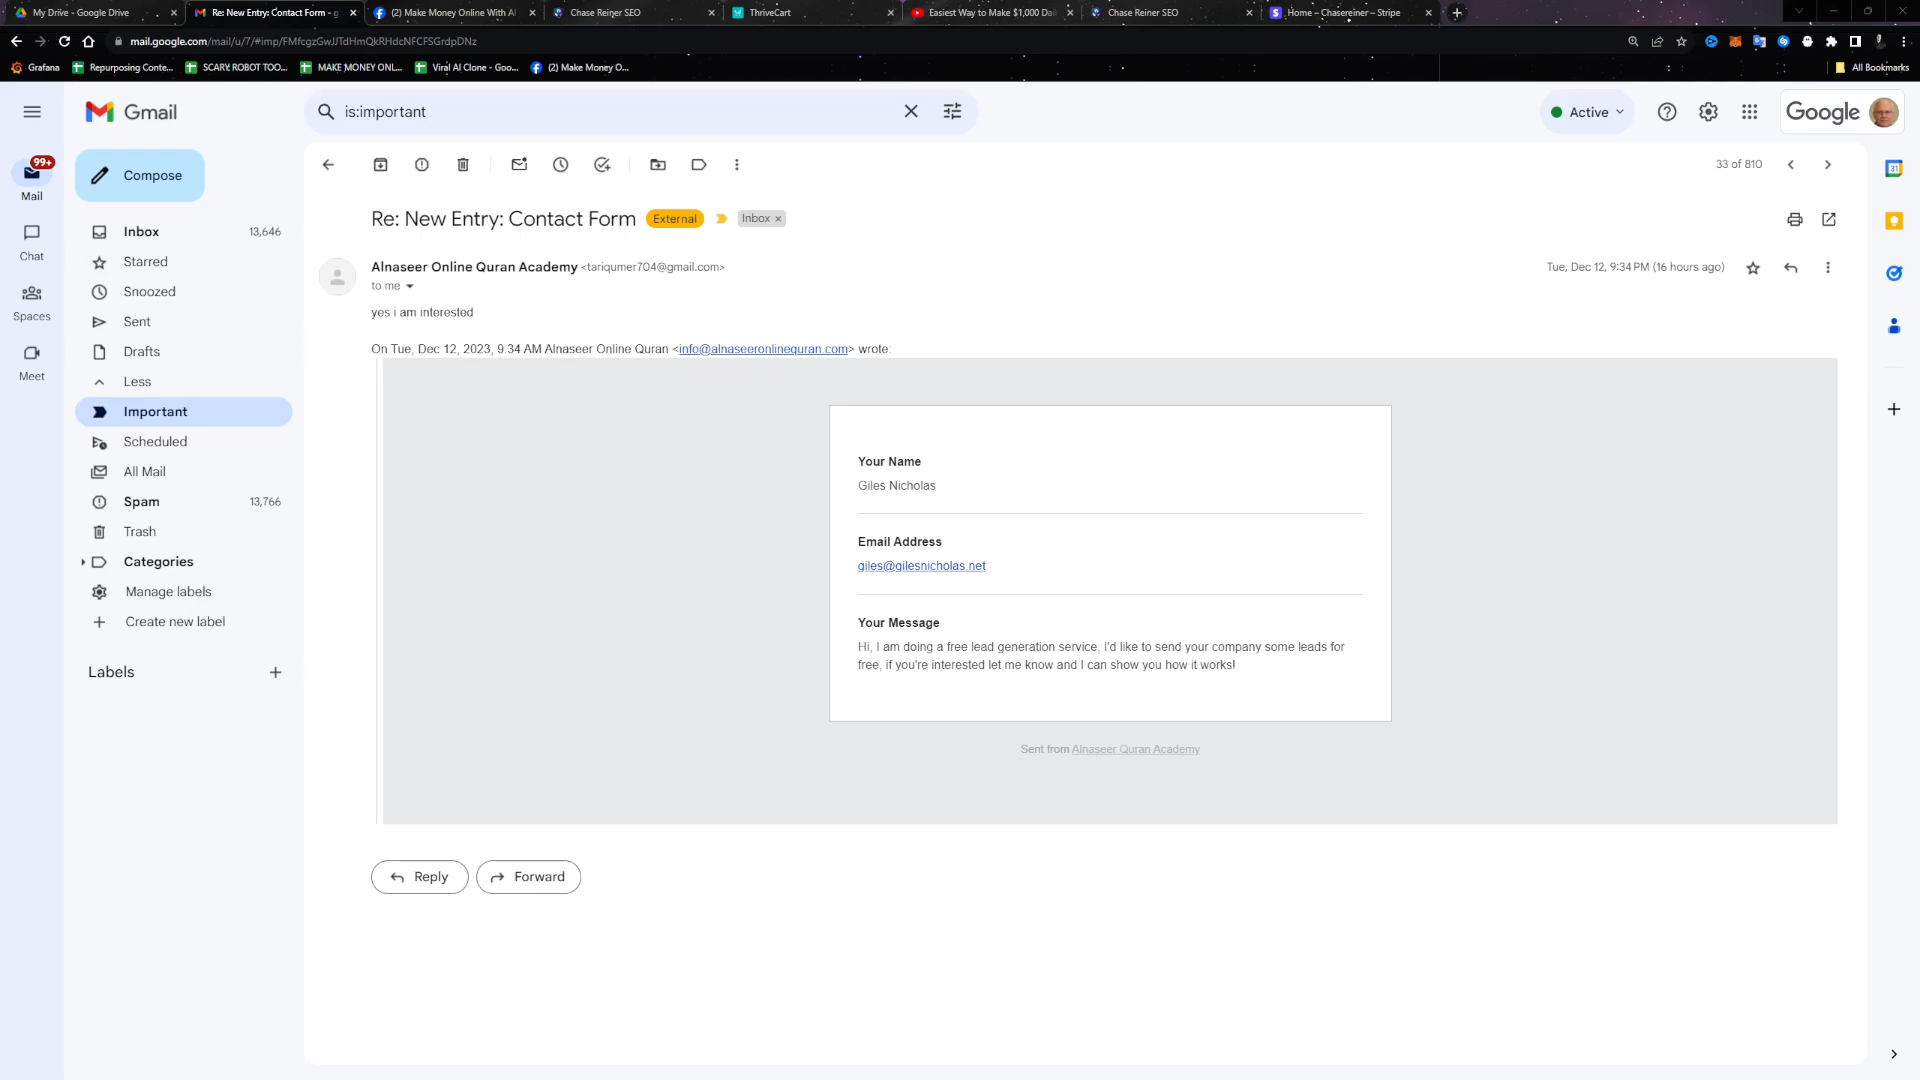 My Drive - Google Drive
Re: New Entry: Contact Form - g
(2) Make Money Online With AI
Chase Reiner SEO
ThriveCart
Easiest Way to Make $1,000 Dai
Chase Reiner SEO
Home – Chasereiner – Stripe
mail.google.com/mail/u/7/#imp/FMfcgzGwJJTdHmQkRHdcNFCFSGrdpDNz
Grafana
Repurposing Conte...
SCARY ROBOT TOO...
MAKE MONEY ONL...
Viral AI Clone - Goo...
(2) Make Money O...
All Bookmarks
Gmail
is:important
Active
Google
99+
Mail
Compose
33 of 810
Re: New Entry: Contact Form
External
Inbox ×
Chat
Inbox 13,646
Starred
Alnaseer Online Quran Academy <tariqumer704@gmail.com>
Tue, Dec 12, 9:34 PM (16 hours ago)
to me
Spaces
Snoozed
yes i am interested
Sent
On Tue, Dec 12, 2023, 9:34 AM Alnaseer Online Quran <info@alnaseeronlinequran.com> wrote:
Meet
Drafts
Less
Important
Scheduled
All Mail
Spam 13,766
Trash
Categories
Manage labels
Create new label
Labels
Your Name
Giles Nicholas
Email Address
giles@gilesnicholas.net
Your Message
Hi, I am doing a free lead generation service, I'd like to send your company some leads for
free, if you're interested let me know and I can show you how it works!
Sent from Alnaseer Quran Academy
Reply
Forward